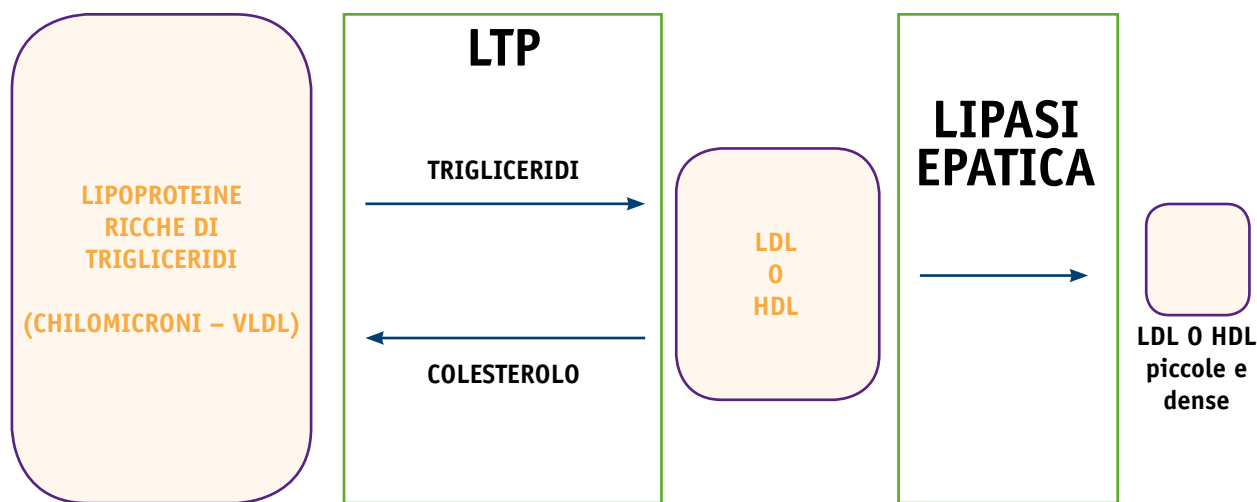 LIPOPROTEINE
RICCHE DI
TRIGLICERIDI
(CHILOMICRONI – VLDL)
LTP
TRIGLICERIDI
COLESTEROLO
LDL
O
HDL
LIPASI
EPATICA
LDL O HDL
piccole e
dense